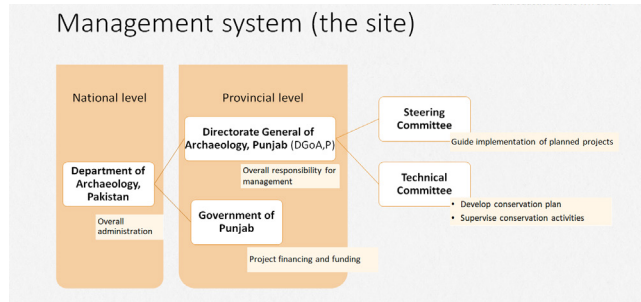 Management system (the site)
National level
Provincial level
Department of
Archaeology,
Pakistan
Overall
administration
Directorate General of
Archaeology, Punjab (DGoA,P)
Overall responsibility for
management
Government of
Punjab
Project financing and funding
Steering
Committee
Guide implementation of planned projects
Technical
Committee
• Develop conservation plan
• Supervise conservation activities